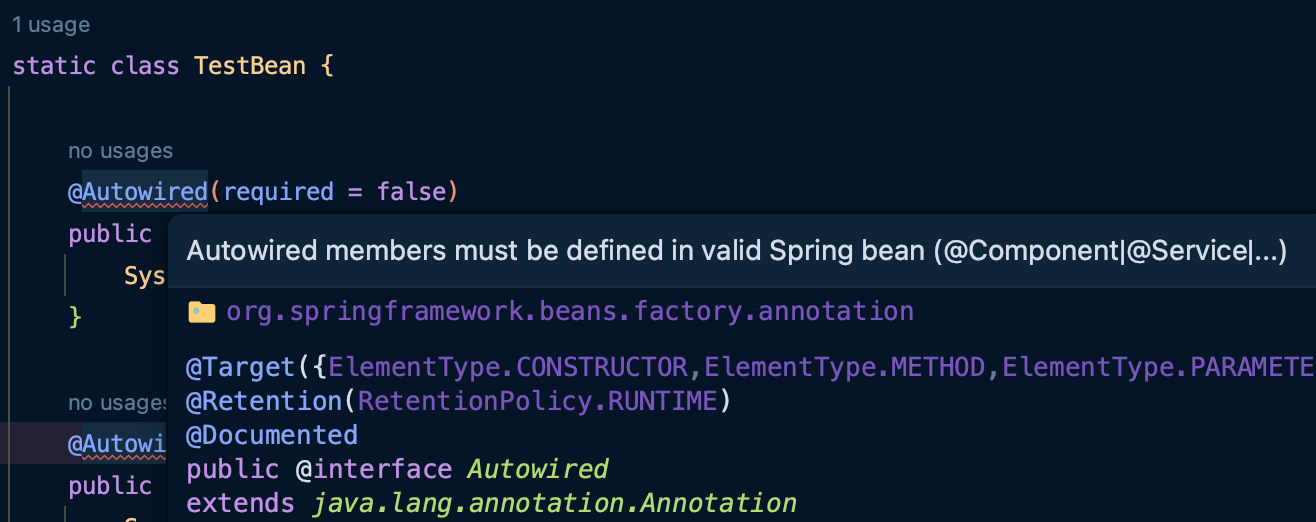 1 usage
static class TestBean {
no usages
@Autowired(required = false)
public
Autowired members must be defined in valid Spring bean (@Component|@Service|...)
Sys
org.springframework.beans.factory.annotation
}
@Target({ElementType.CONSTRUCTOR,ElementType.METHOD,ElementType.PARAMETE
no usages
@Retention(RetentionPolicy.RUNTIME)
@Documented
@Autowi
public @interface Autowired
public
extends java.lang.annotation.Annotation